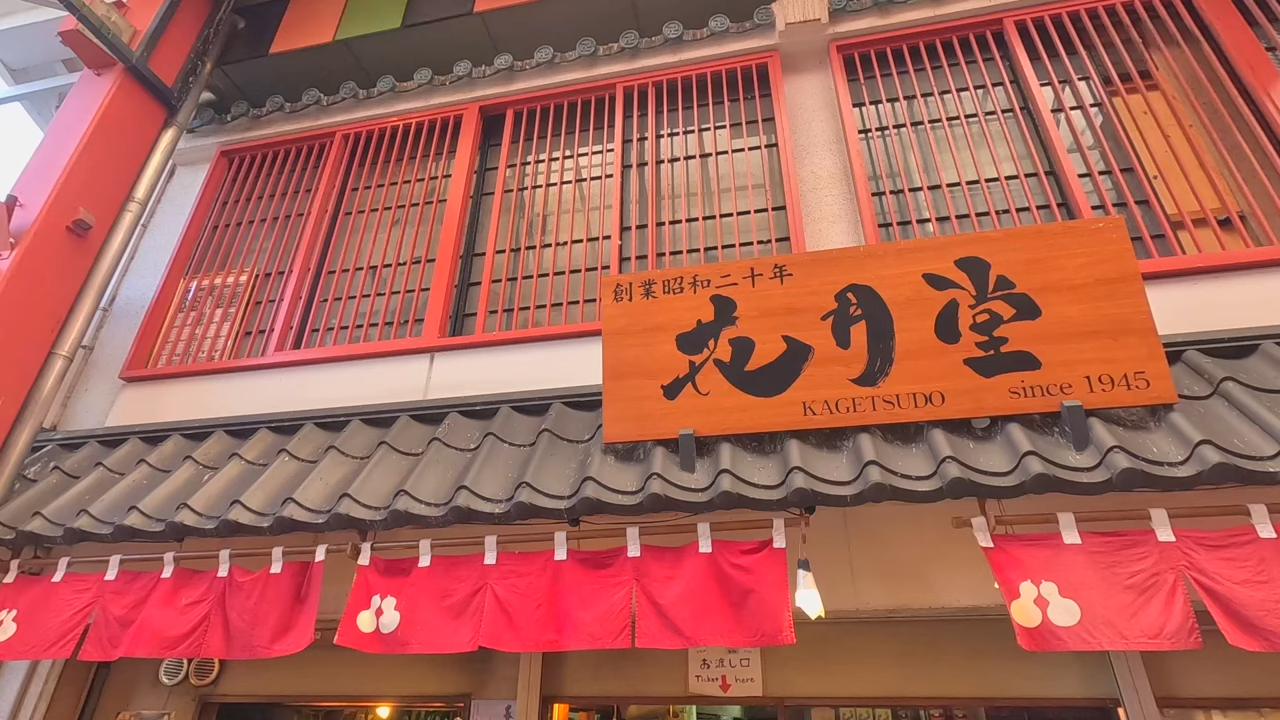 創業昭和二十年
花月堂
KAGETSUDO
since 1945
お渡し口
Ticket here